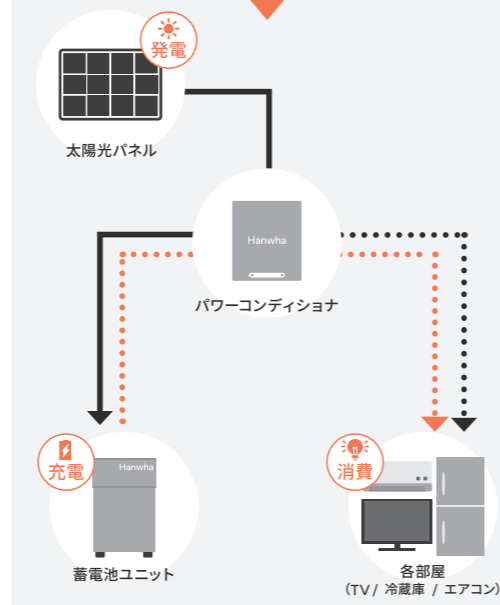 発電
太陽光パネル
Hanwha
パワーコンディショナ
充電
Hanwha
蓄電池ユニット
消費
各部屋
（TV / 冷蔵庫 / エアコン）